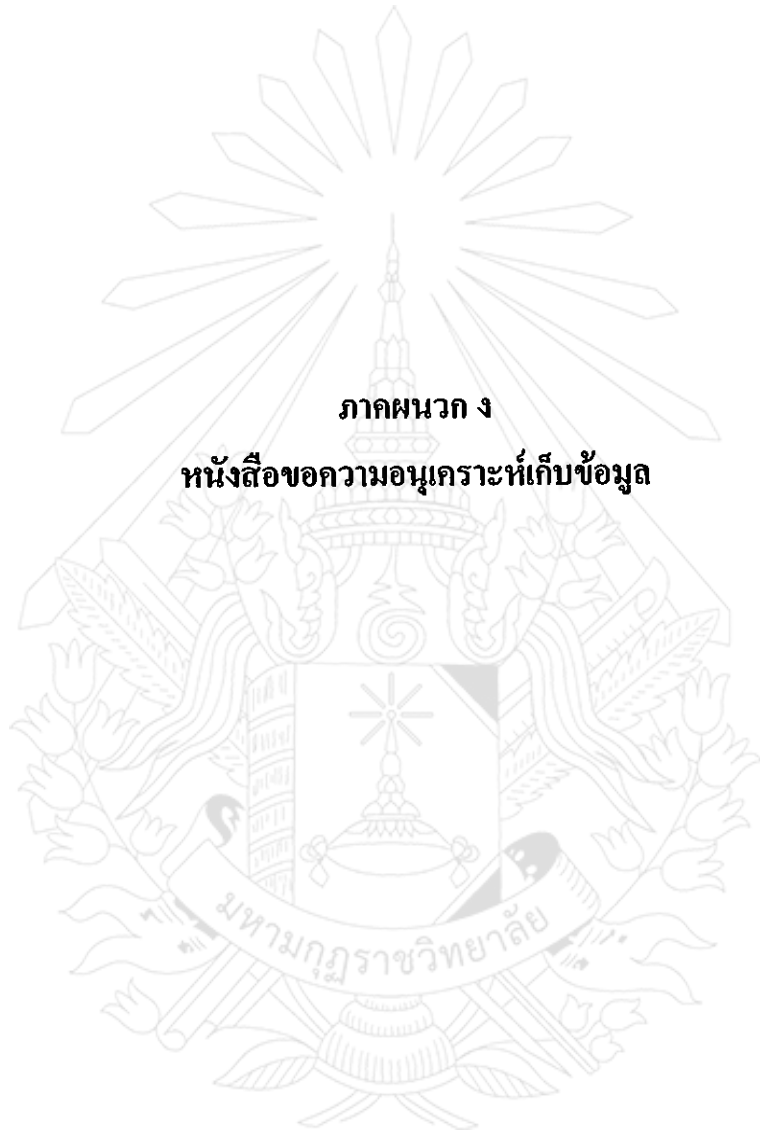 ภาคผนวก ง
หนังสือขอความอนุเคราะห์เก็บข้อมูล
มหามกุฏราชวิทยาลัย